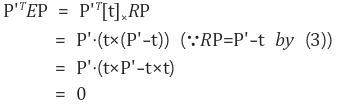 P'ᵀEP = P'ᵀ[t]ₓRP
= P'·(t×(P'-t)) (∵RP=P'-t by (3))
= P'·(t×P'-t×t)
= 0